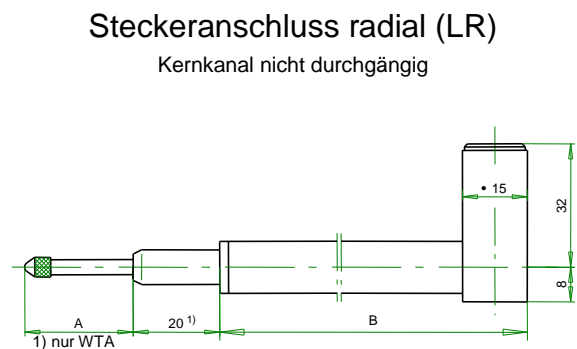 Steckeranschluss radial (LR)
Kernkanal nicht durchgängig
• 15
32
8
A
20 1)
B
1) nur WTA